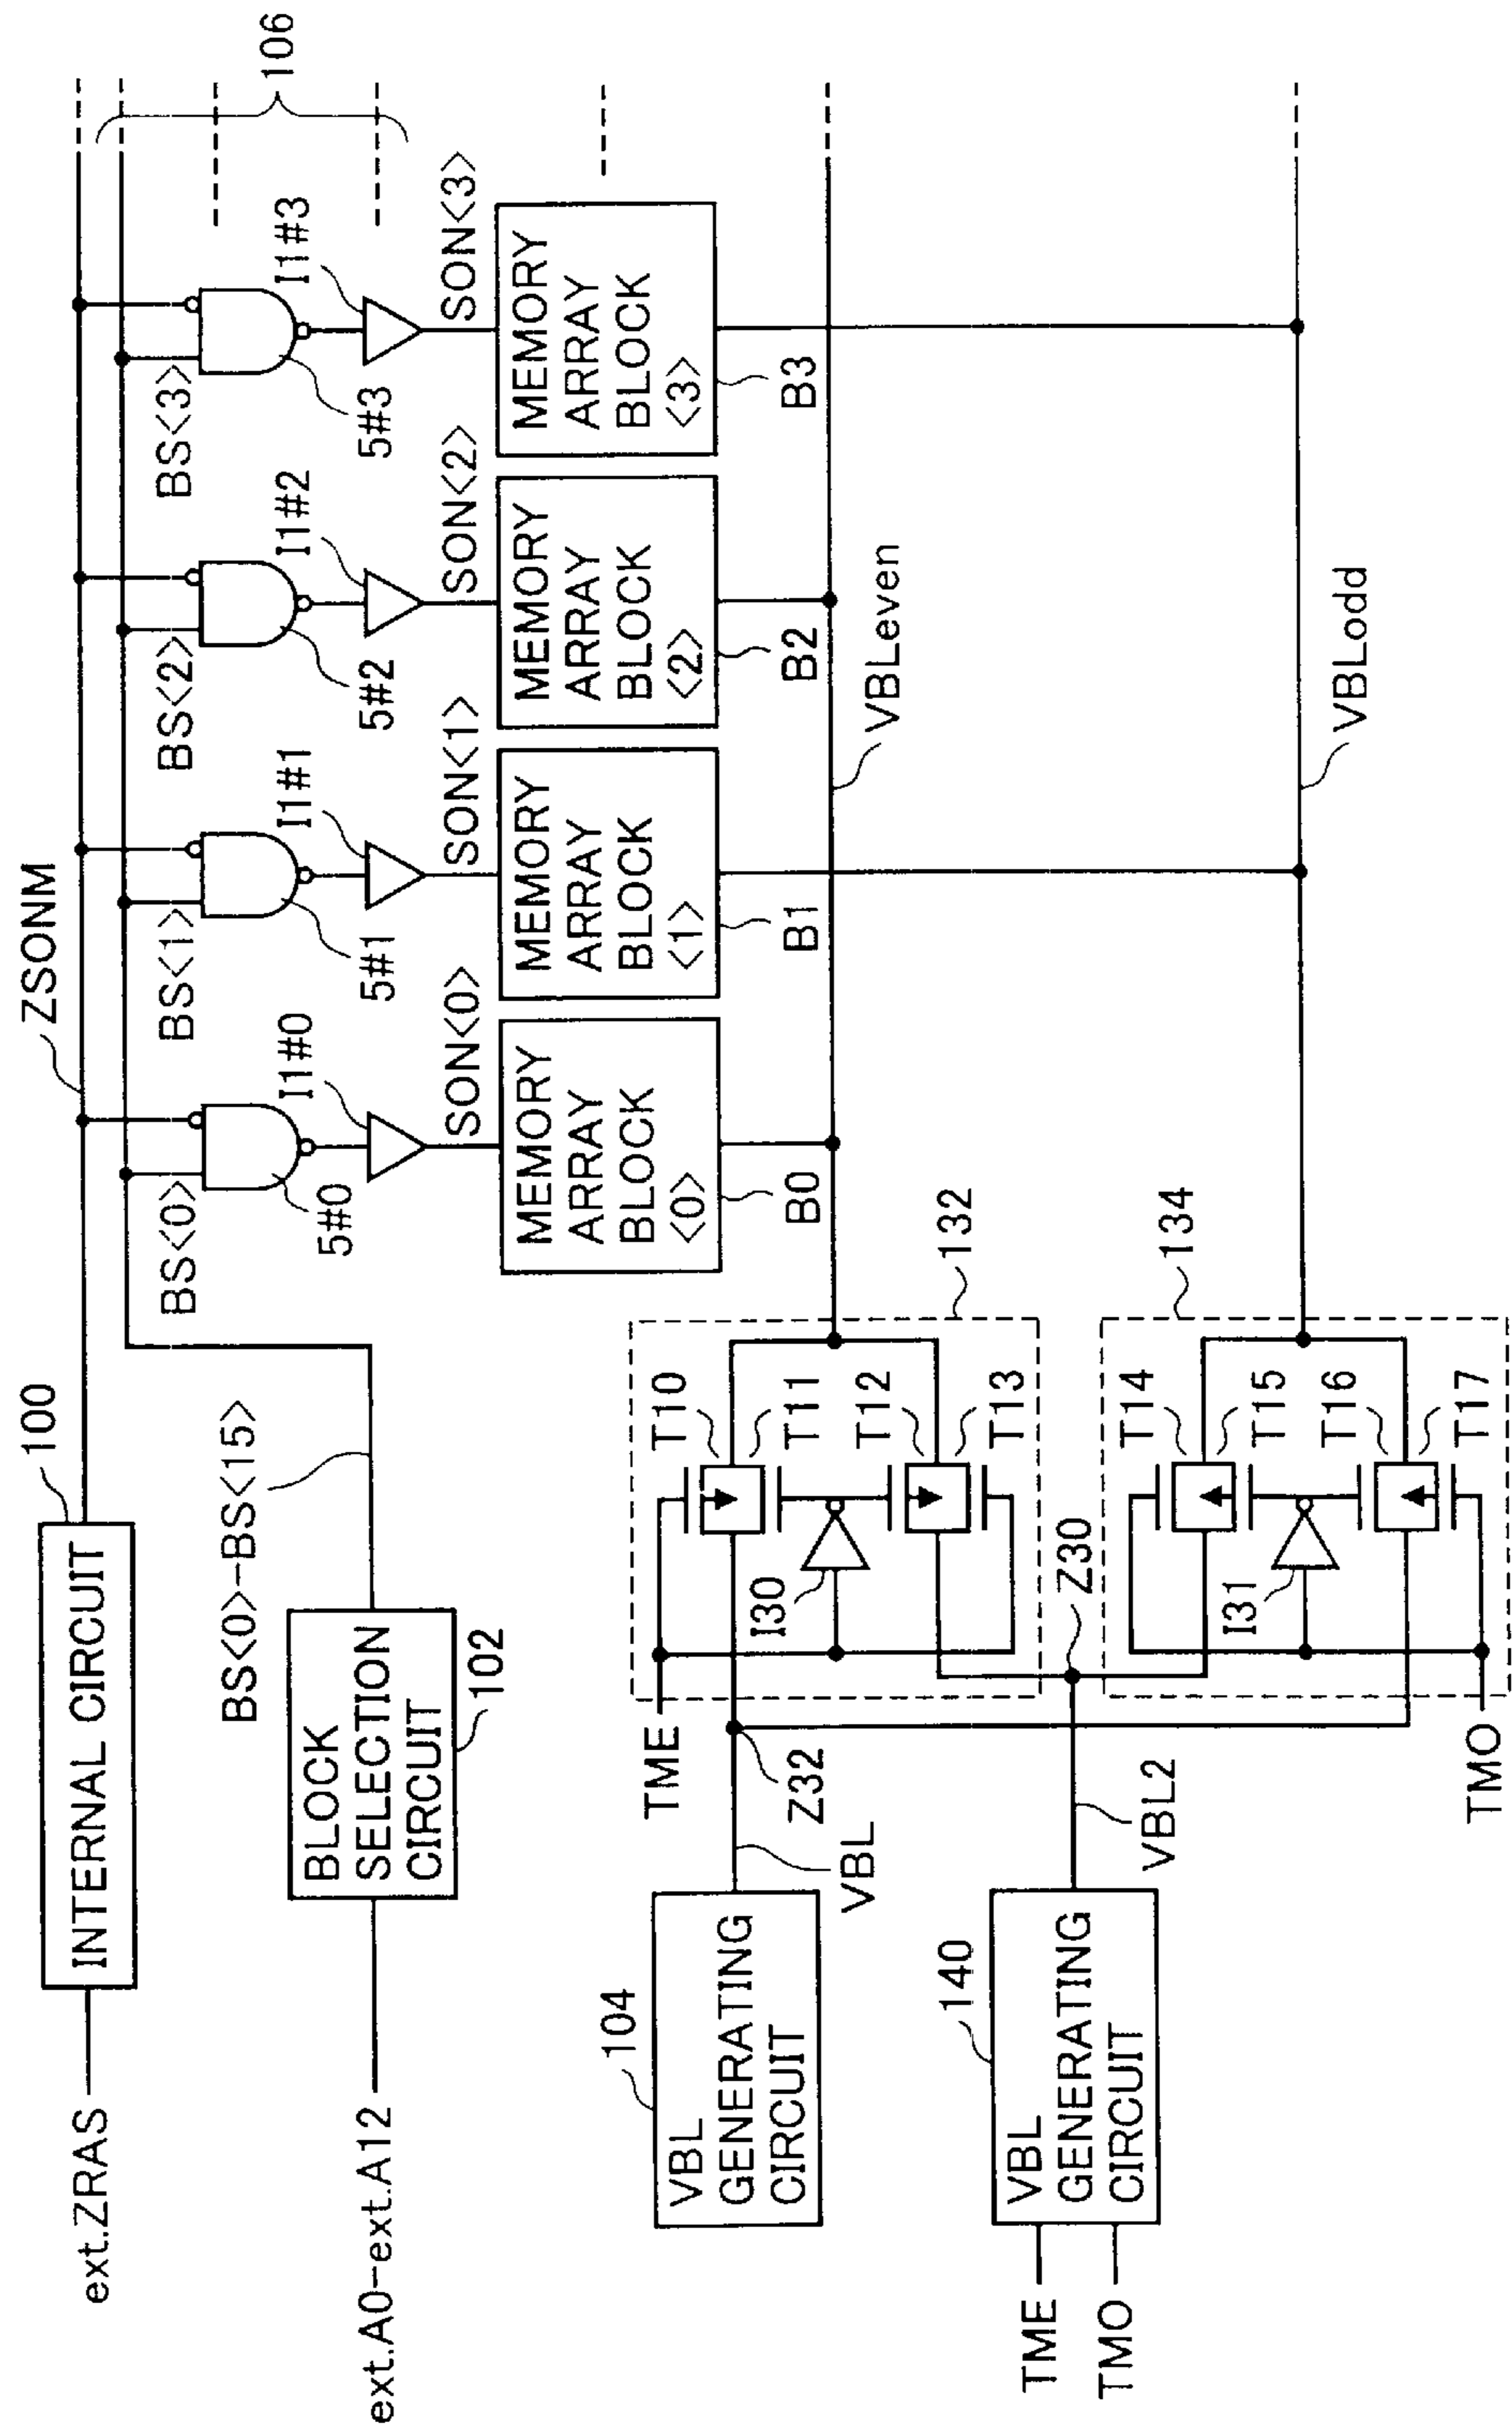 ext.ZRAS
INTERNAL CIRCUIT
100
ZSONM
106
ext.A0-ext.A12
BLOCK
SELECTION
CIRCUIT
102
BS<0>-BS<15>
BS<0>
BS<1>
BS<2>
BS<3>
5#0
5#1
5#2
5#3
I1#0
I1#1
I1#2
I1#3
SON<0>
SON<1>
SON<2>
SON<3>
MEMORY
ARRAY
BLOCK
<0>
MEMORY
ARRAY
BLOCK
<1>
MEMORY
ARRAY
BLOCK
<2>
MEMORY
ARRAY
BLOCK
<3>
B0
B1
B2
B3
VBLeven
VBLodd
104
VBL
GENERATING
CIRCUIT
VBL
Z32
TME
T10
T11
I30
T12
T13
132
140
TME
TMO
VBL
GENERATING
CIRCUIT
VBL2
Z30
T14
T15
I31
T16
T17
134
TMO